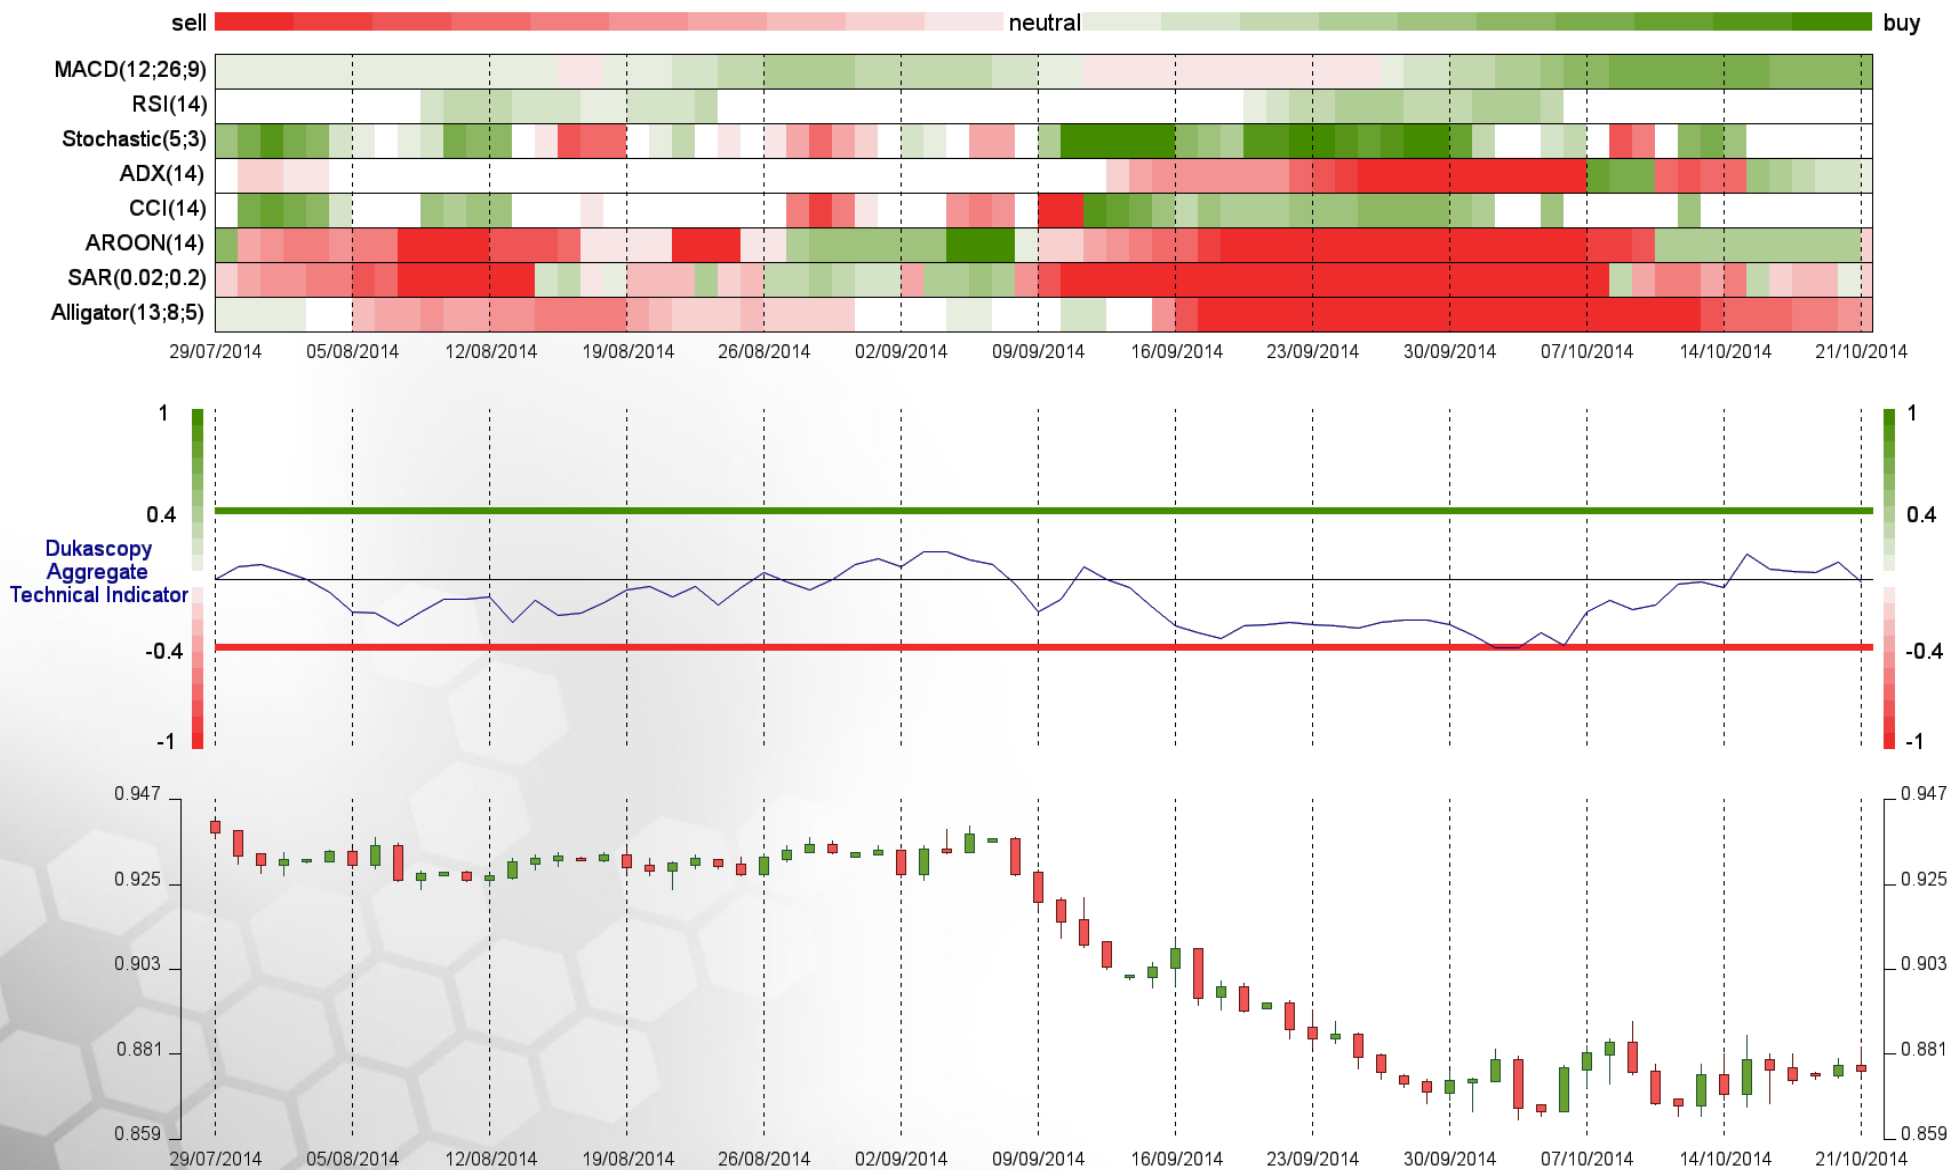 sell neutral buy
MACD(12;26;9)
RSI(14)
Stochastic(5;3)
ADX(14)
CCI(14)
AROON(14)
SAR(0.02;0.2)
Alligator(13;8;5)
29/07/2014 05/08/2014 12/08/2014 19/08/2014 26/08/2014 02/09/2014 09/09/2014 16/09/2014 23/09/2014 30/09/2014 07/10/2014 14/10/2014 21/10/2014
1 1
0.4 0.4
Dukascopy
Aggregate
Technical Indicator
-0.4 -0.4
-1 -1
0.947 0.947
0.925 0.925
0.903 0.903
0.881 0.881
0.859 0.859
29/07/2014 05/08/2014 12/08/2014 19/08/2014 26/08/2014 02/09/2014 09/09/2014 16/09/2014 23/09/2014 30/09/2014 07/10/2014 14/10/2014 21/10/2014